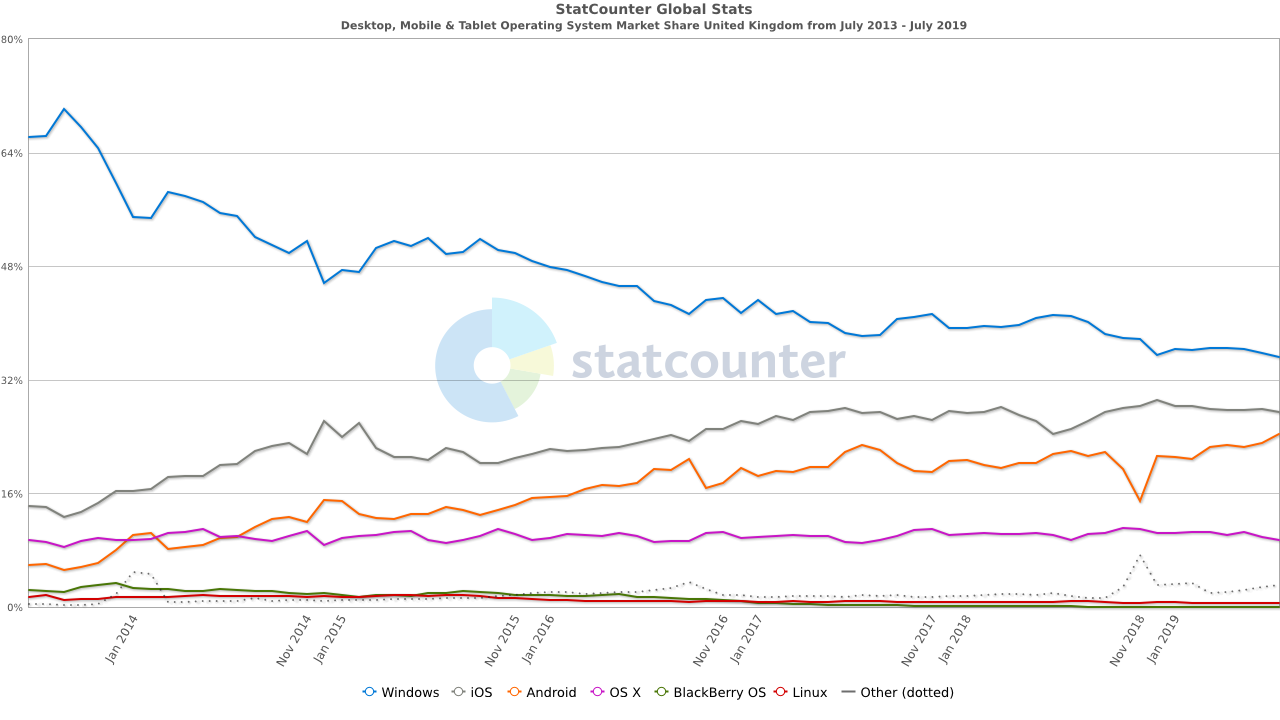 StatCounter Global Stats
Desktop, Mobile & Tablet Operating System Market Share United Kingdom from July 2013 - July 2019
80%
64%
48%
statcounter
32%
16%
0%
Jan 2014
Nov 2014
Jan 2015
Nov 2015
Jan 2016
Nov 2016
Jan 2017
Nov 2017
Jan 2018
Nov 2018
Jan 2019
Windows iOS Android OS X BlackBerry OS Linux Other (dotted)